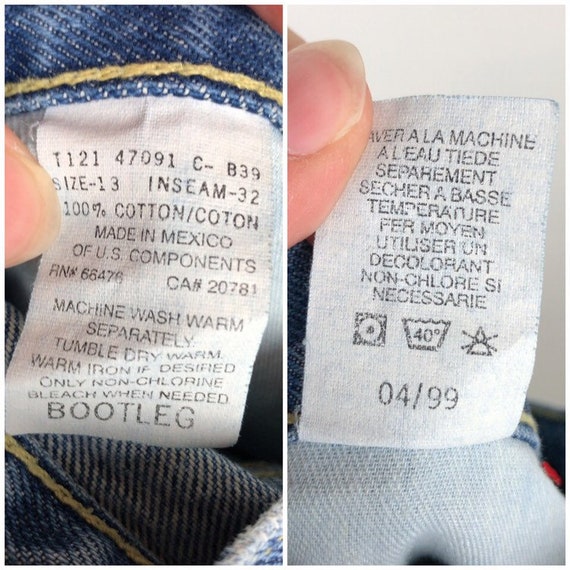 T121 47091 C- B39
SIZE-13 INSEAM-32
100% COTTON/COTON
MADE IN MEXICO
OF U.S. COMPONENTS
RN# 66476 CA# 20781
MACHINE WASH WARM
SEPARATELY.
TUMBLE DRY WARM.
WARM IRON IF DESIRED
ONLY NON-CHLORINE
BLEACH WHEN NEEDED
BOOTLEG
AVER A LA MACHINE
A L'EAU TIEDE
SEPAREMENT
SECHER A BASSE
TEMPERATURE
FER MOYEN
UTILISER UN
DECOLORANT
NON-CHLORE SI
NECESSARIE
40°
04/99